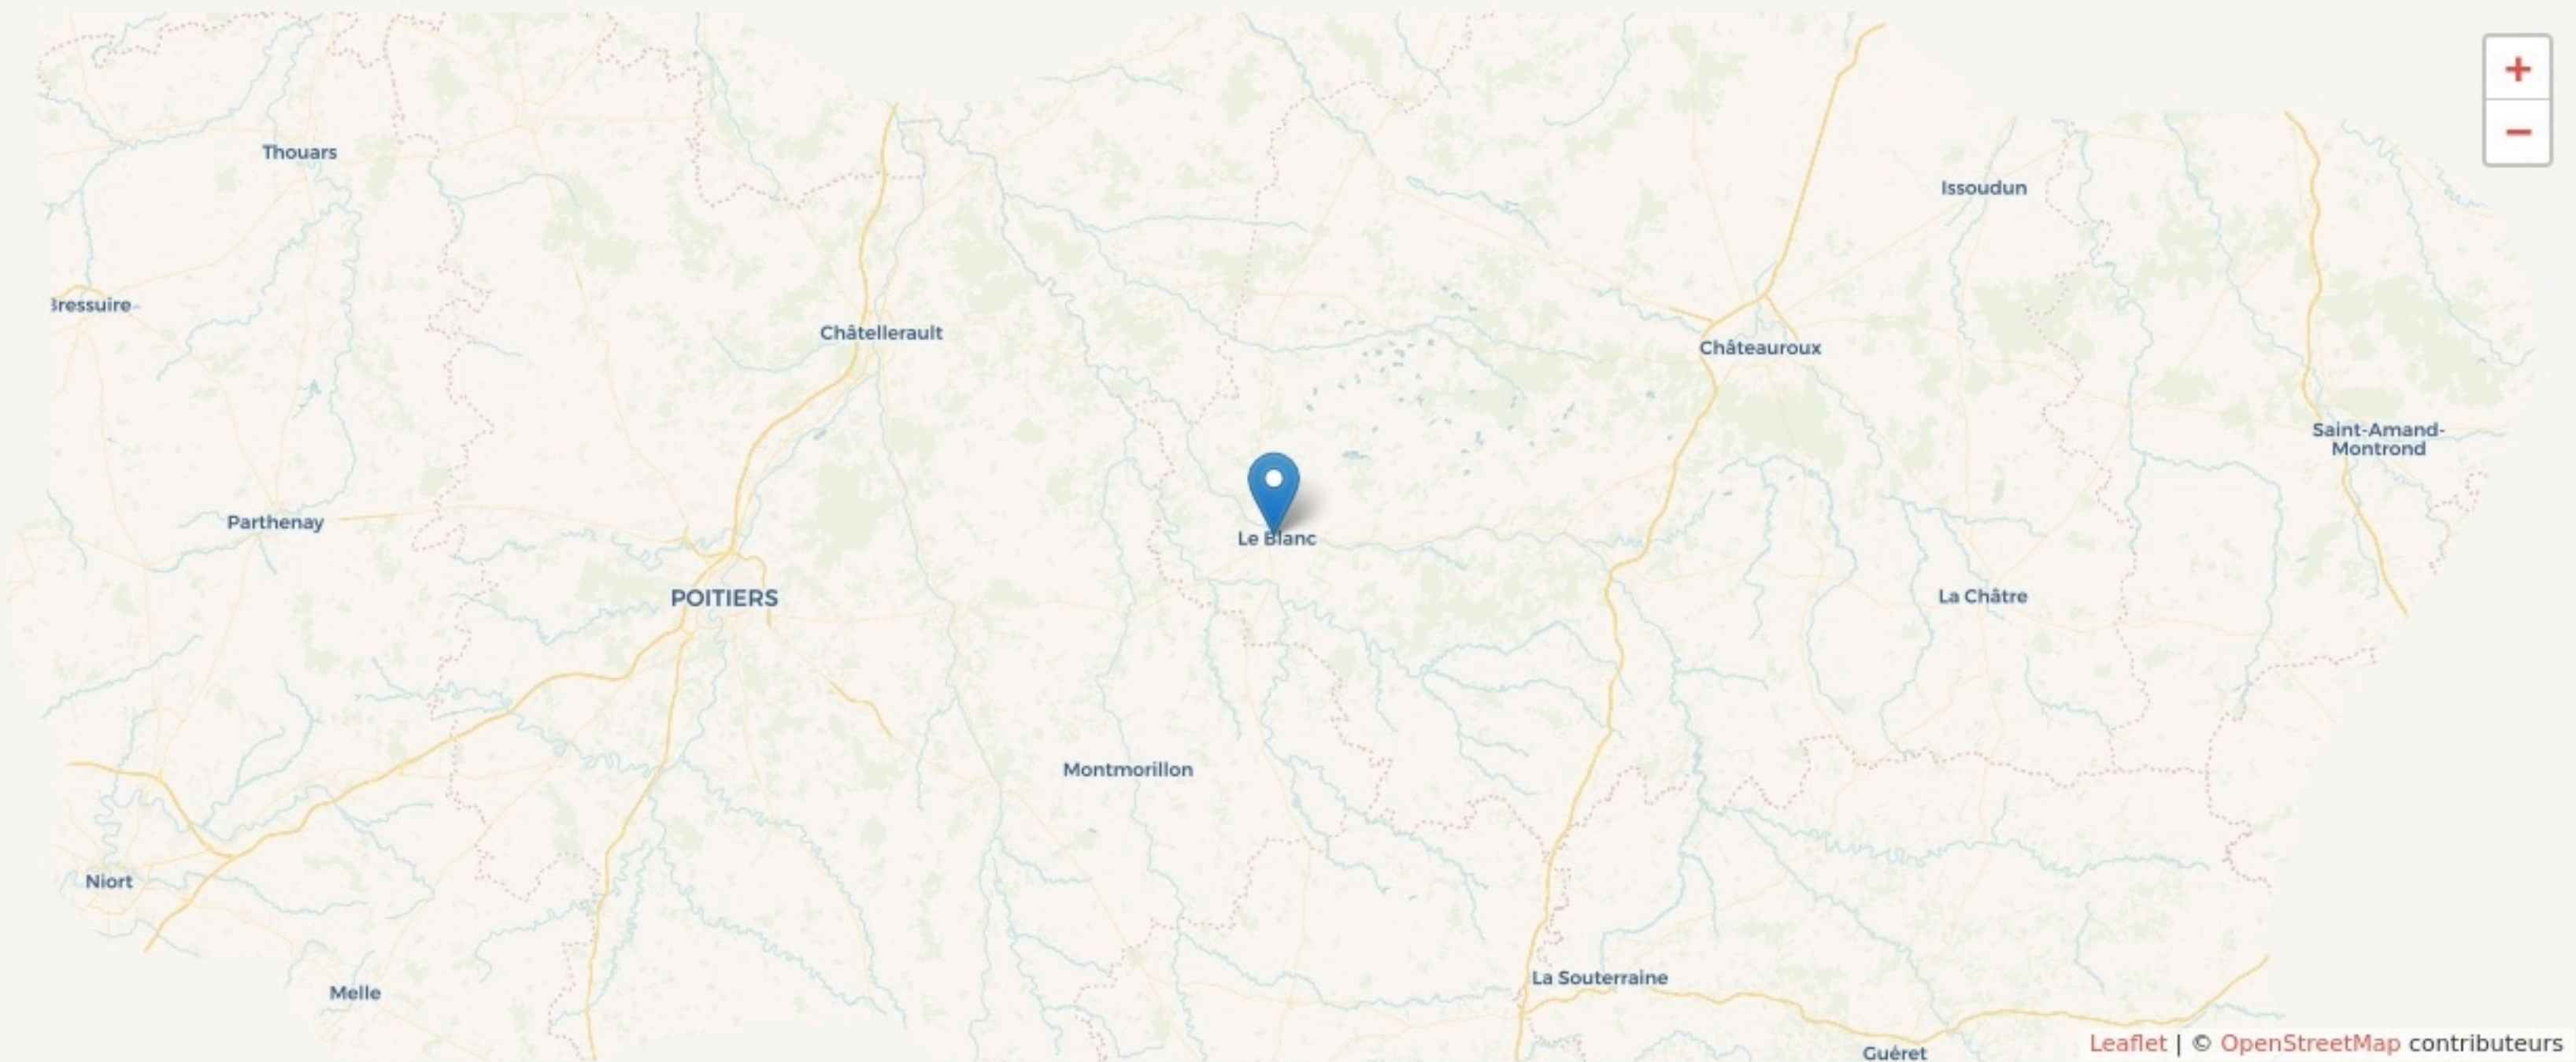 +
−
Thouars
Issoudun
Bressuire
Châtellerault
Châteauroux
Saint-Amand-
Montrond
Parthenay
Le Blanc
POITIERS
La Châtre
Montmorillon
Niort
La Souterraine
Melle
Leaflet | © OpenStreetMap contributeurs
Guéret